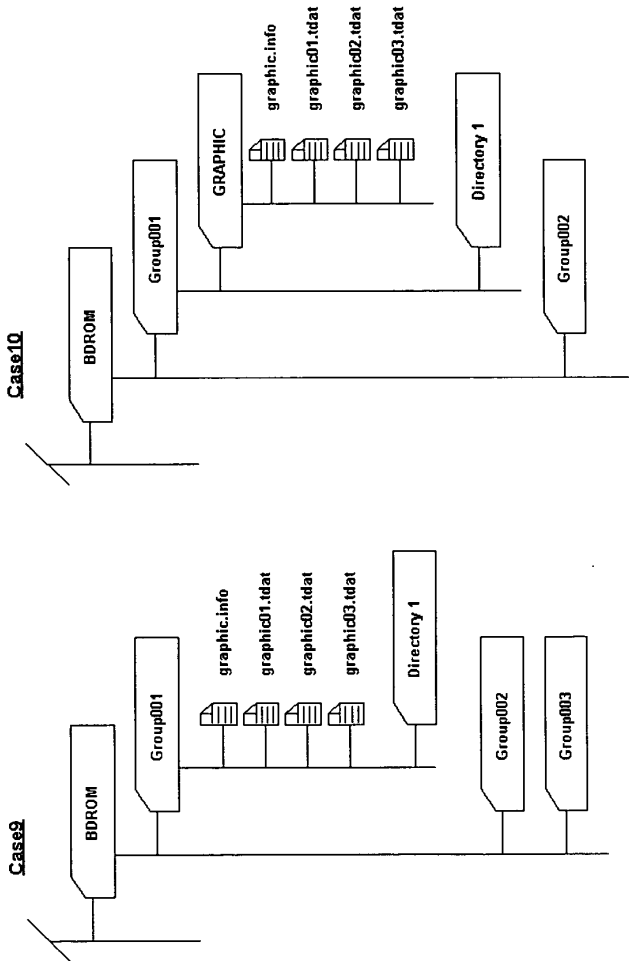 Case9
BDROM
Group001
graphic.info
graphic01.tdat
graphic02.tdat
graphic03.tdat
Directory 1
Group002
Group003
Case10
BDROM
Group001
GRAPHIC
graphic.info
graphic01.tdat
graphic02.tdat
graphic03.tdat
Directory 1
Group002